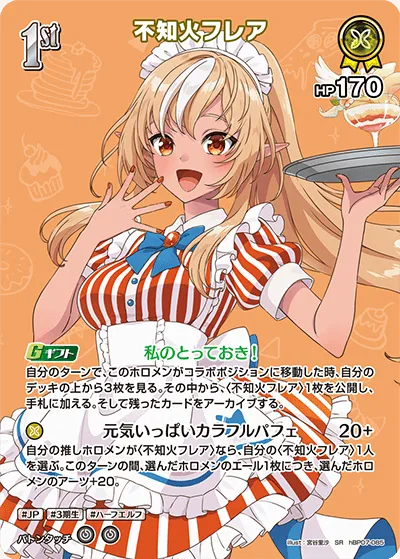 1st
不知火フレア
HP 170
Gギフト 私のとっておき!
自分のターンで、このホロメンがコラボポジションに移動した時、自分の
デッキの上から3枚を見る。その中から、〈不知火フレア〉1枚を公開し、
手札に加える。そして残ったカードをアーカイブする。
元気いっぱいカラフルパフェ 20+
自分の推しホロメンが〈不知火フレア〉なら、自分の〈不知火フレア〉1人
を選ぶ。このターンの間、選んだホロメンのエール1枚につき、選んだホロ
メンのアーツ+20。
#JP #3期生 #ハーフエルフ
バトンタッチ
illust:宮谷里沙 SR hBP07-085